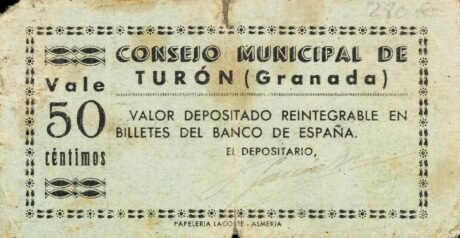 CONSEJO MUNICIPAL DE
TURÓN (Granada)
Vale
50
céntimos
VALOR DEPOSITADO REINTEGRABLE EN
BILLETES DEL BANCO DE ESPAÑA.
EL DEPOSITARIO,
PAPELERIA LACOSTE - ALMERIA